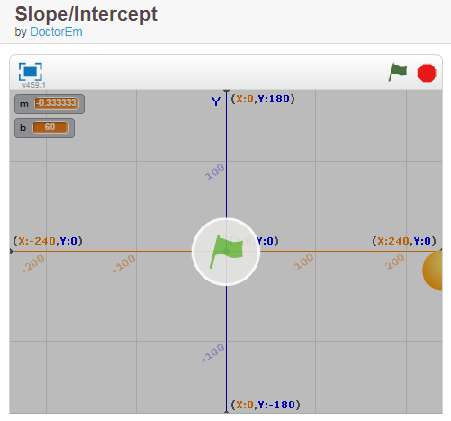 Slope/Intercept
by DoctorEm
v459.1
m -0.333333
b 60
Y (X:0,Y:180)
100
(X:-240,Y:0)
,Y:0)
(X:240,Y:0)
-200
-100
100
200
-100
(X:0,Y:-180)